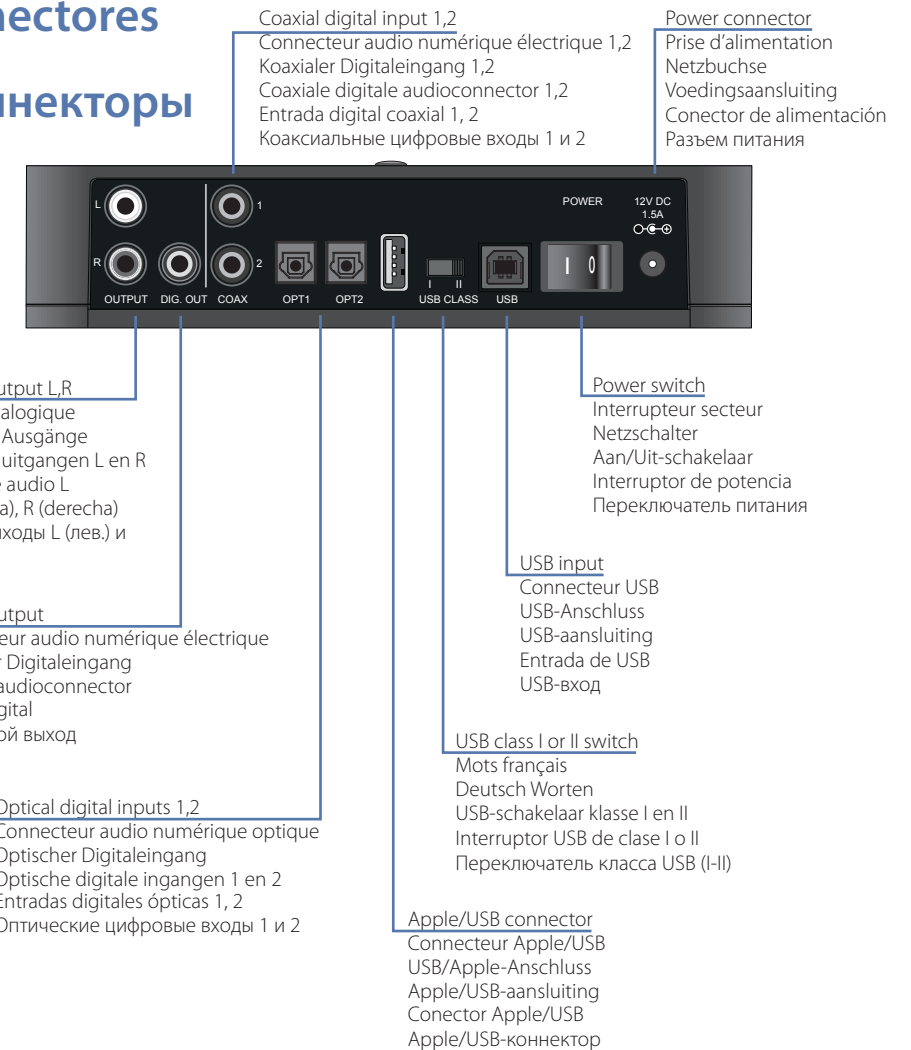 nectores
ннекторы
Coaxial digital input 1,2
Connecteur audio numérique électrique 1,2
Koaxialer Digitaleingang 1,2
Coaxiale digitale audioconnector 1,2
Entrada digital coaxial 1, 2
Коаксиальные цифровые входы 1 и 2
Power connector
Prise d’alimentation
Netzbuchse
Voedingsaansluiting
Conector de alimentación
Разъем питания
L
1
POWER
12V DC
1.5A
R
2
I 0
I II
OUTPUT DIG. OUT COAX OPT1 OPT2 USB CLASS USB
utput L,R
alogique
Ausgänge
uitgangen L en R
e audio L
a), R (derecha)
ходы L (лев.) и
Power switch
Interrupteur secteur
Netzschalter
Aan/Uit-schakelaar
Interruptor de potencia
Переключатель питания
USB input
Connecteur USB
USB-Anschluss
USB-aansluiting
Entrada de USB
USB-вход
utput
eur audio numérique électrique
r Digitaleingang
audioconnector
gital
ой выход
USB class I or II switch
Mots français
Deutsch Worten
USB-schakelaar klasse I en II
Interruptor USB de clase I o II
Переключатель класса USB (I-II)
Optical digital inputs 1,2
Connecteur audio numérique optique
Optischer Digitaleingang
Optische digitale ingangen 1 en 2
Entradas digitales ópticas 1, 2
Оптические цифровые входы 1 и 2
Apple/USB connector
Connecteur Apple/USB
USB/Apple-Anschluss
Apple/USB-aansluiting
Conector Apple/USB
Apple/USB-коннектор